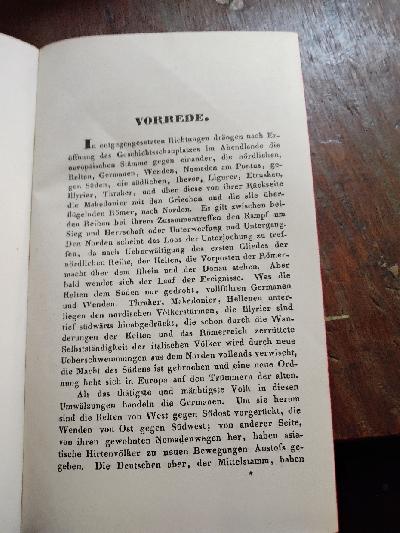 VORREDE.
In entgegengesetzten Richtungen drängen nach Er-
öffnung des Geschichtsschauplatzes im Abendlande die
europäischen Stämme gegen einander, die nördlichen,
Kelten, Germanen, Wenden, Nomaden am Pontus, ge-
gen Süden, die südlichen, Iberer, Ligurer, Etrusken,
Illyrier, Thraker, und über diese von ihrer Rückseite
die Makedonier mit den Griechen und die alle über-
flügelnden Römer, nach Norden. Es gilt zwischen bei-
den Reihen bei ihrem Zusammentreffen den Kampf um
Sieg und Herrschaft oder Unterwerfung und Untergang.
Den Norden scheint das Loos der Unterjochung zu tref-
fen, da nach Ueberwältigung des ersten Gliedes der
nördlichen Reihe, der Kelten, die Vorposten der Römer-
macht über dem Rhein und der Donau stehen. Aber
bald wendet sich der Lauf der Ereignisse. Was die
Kelten dem Süden nur gedroht, vollführen Germanen
und Wenden. Thraker, Makedonier, Hellenen unter-
liegen den nordischen Völkerstürmen, die Illyrier sind
tief südwärts hinabgedrückt, die schon durch die Wan-
derungen der Kelten und das Römerreich zerrüttete
Selbstständigkeit der italischen Völker wird durch neue
Ueberschwemmungen aus dem Norden vollends verwischt,
die Macht des Südens ist gebrochen und eine neue Ord-
nung hebt sich in Europa auf den Trümmern der alten.
Als das thätigste und mächtigste Volk in diesen
Umwälzungen handeln die Germanen. Um sie herum
sind die Kelten von West gegen Südost vorgerückt, die
Wenden von Ost gegen Südwest; von anderer Seite,
von ihren gewohnten Nomadenwegen her, haben asia-
tische Hirtenvölker zu neuen Bewegungen Anstoss ge-
geben. Die Deutschen aber, der Mittelstamm, haben
*